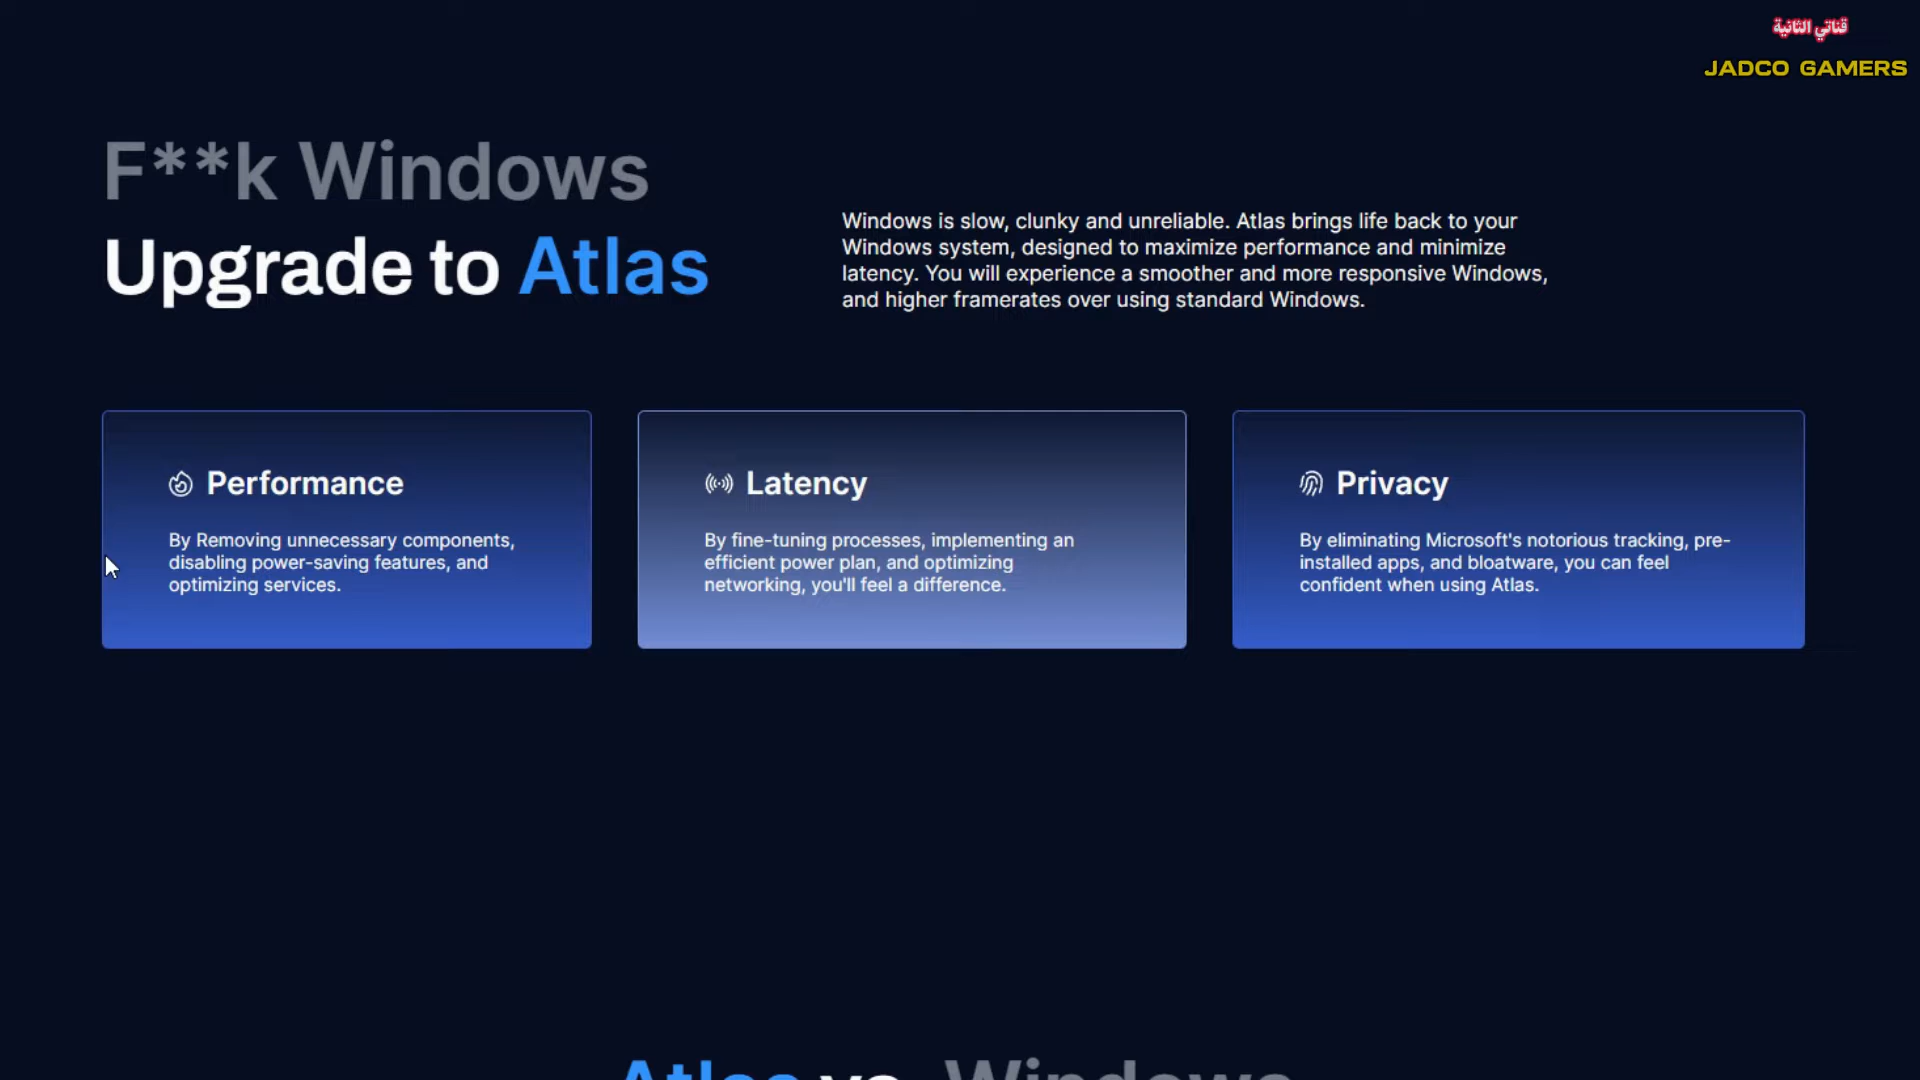 قناتي الثانية
JADCO GAMERS
F**k Windows
Upgrade to Atlas
Windows is slow, clunky and unreliable. Atlas brings life back to your
Windows system, designed to maximize performance and minimize
latency. You will experience a smoother and more responsive Windows,
and higher framerates over using standard Windows.
Performance
By Removing unnecessary components,
disabling power-saving features, and
optimizing services.
Latency
By fine-tuning processes, implementing an
efficient power plan, and optimizing
networking, you'll feel a difference.
Privacy
By eliminating Microsoft's notorious tracking, pre-
installed apps, and bloatware, you can feel
confident when using Atlas.
Atlas vs. Windows